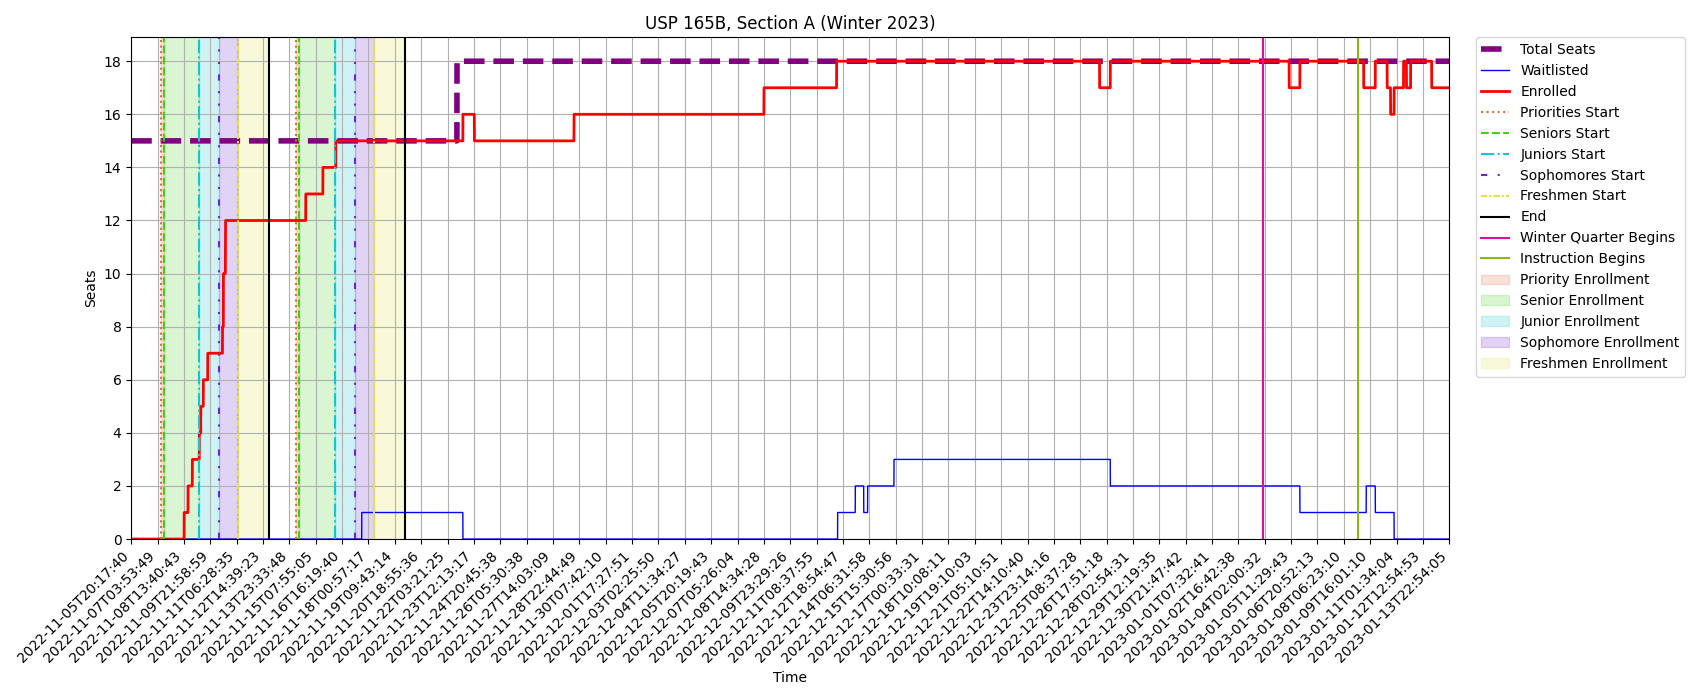 USP 165B, Section A (Winter 2023)
Seats
18
16
14
12
10
8
6
4
2
0
2022-11-05T20:17:40
2022-11-07T03:53:49
2022-11-08T13:40:43
2022-11-09T21:58:59
2022-11-11T06:28:35
2022-11-12T14:39:23
2022-11-13T23:33:48
2022-11-15T07:55:05
2022-11-16T16:19:40
2022-11-18T00:57:17
2022-11-19T09:43:14
2022-11-20T18:55:36
2022-11-22T03:21:25
2022-11-23T12:13:17
2022-11-24T20:45:38
2022-11-26T05:30:38
2022-11-27T14:03:09
2022-11-28T22:44:49
2022-11-30T07:42:10
2022-12-01T17:27:51
2022-12-03T02:25:50
2022-12-04T11:34:27
2022-12-05T20:19:43
2022-12-07T05:26:04
2022-12-08T14:34:28
2022-12-09T23:29:26
2022-12-11T08:37:55
2022-12-12T18:54:47
2022-12-14T06:31:58
2022-12-15T15:30:56
2022-12-17T00:33:31
2022-12-18T10:08:11
2022-12-19T19:10:03
2022-12-21T05:10:51
2022-12-22T14:10:40
2022-12-23T23:14:16
2022-12-25T08:37:28
2022-12-26T17:51:18
2022-12-28T02:54:31
2022-12-29T12:19:35
2022-12-30T21:47:42
2023-01-01T07:32:41
2023-01-02T16:42:38
2023-01-04T02:00:32
2023-01-05T11:29:43
2023-01-06T20:52:13
2023-01-08T06:23:10
2023-01-09T16:01:10
2023-01-11T01:34:04
2023-01-12T12:54:53
2023-01-13T22:54:05
Time
Total Seats
Waitlisted
Enrolled
Priorities Start
Seniors Start
Juniors Start
Sophomores Start
Freshmen Start
End
Winter Quarter Begins
Instruction Begins
Priority Enrollment
Senior Enrollment
Junior Enrollment
Sophomore Enrollment
Freshmen Enrollment